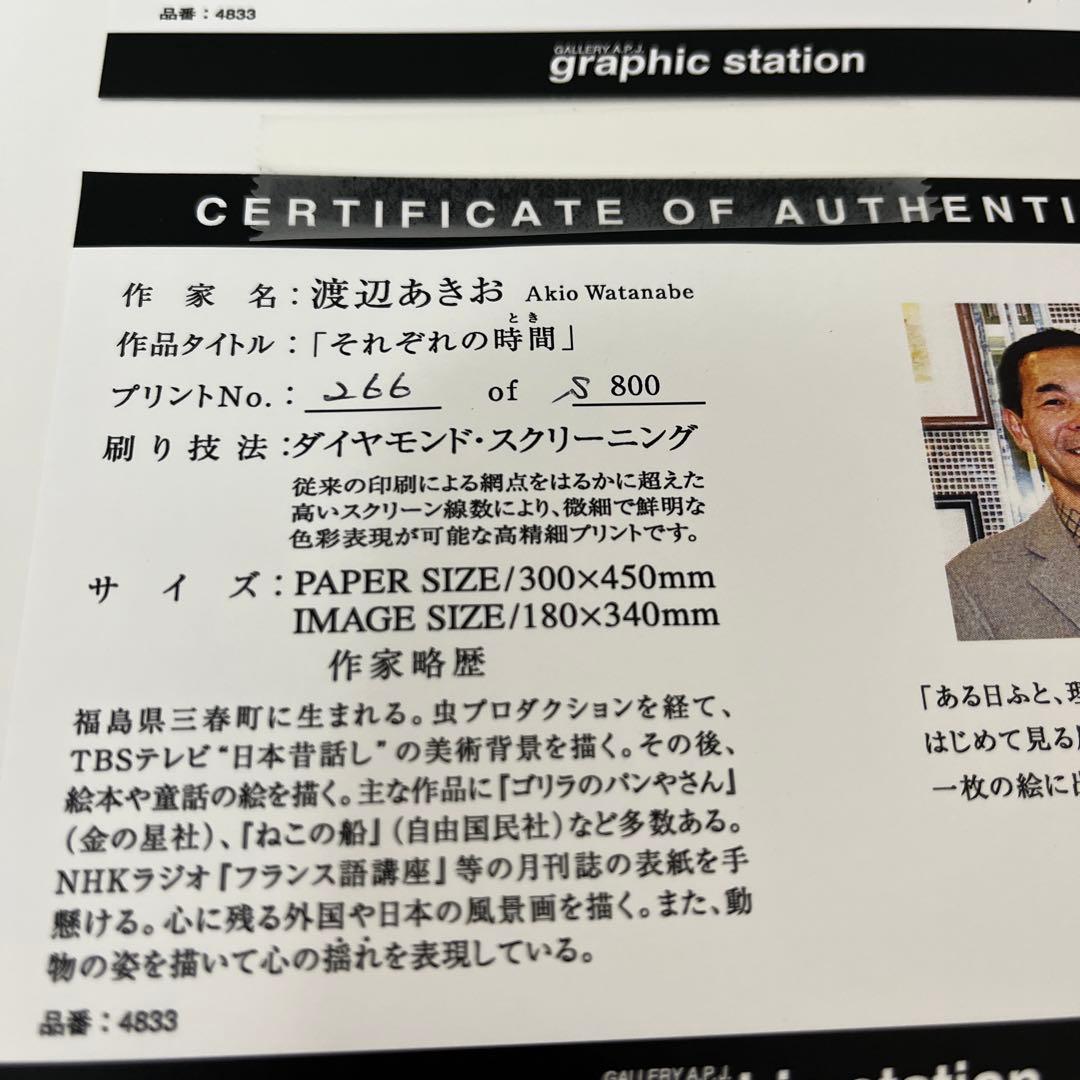 品番：4833
GALLERY A.P.J.
graphic station
CERTIFICATE OF AUTHENTI
作家名：渡辺あきお Akio Watanabe
とき
作品タイトル：「それぞれの時間」
プリントNo.： 266 of S 800
刷り技法：ダイヤモンド・スクリーニング
従来の印刷による網点をはるかに超えた
高いスクリーン線数により、微細で鮮明な
色彩表現が可能な高精細プリントです。
サイズ：PAPER SIZE/300×450mm
IMAGE SIZE/180×340mm
作家略歴
福島県三春町に生まれる。虫プロダクションを経て、
TBSテレビ“日本昔話し”の美術背景を描く。その後、
絵本や童話の絵を描く。主な作品に『ゴリラのパンやさん』
（金の星社）、『ねこの船』（自由国民社）など多数ある。
NHKラジオ『フランス語講座』等の月刊誌の表紙を手
懸ける。心に残る外国や日本の風景画を描く。また、動
物の姿を描いて心の揺れを表現している。
「ある日ふと、理
はじめて見る
一枚の絵に
品番：4833
GALLERY A.P.J.
station